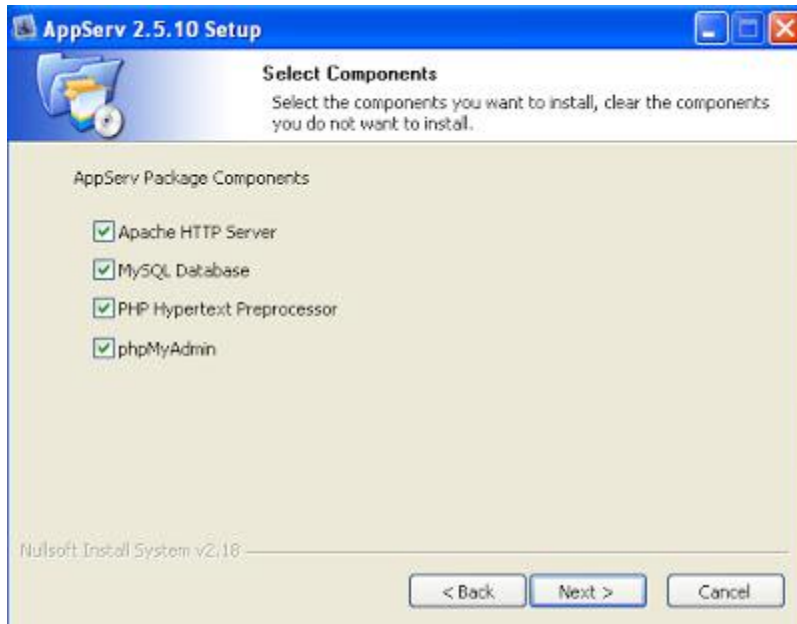 AppServ 2.5.10 Setup
Select Components
Select the components you want to install, clear the components
you do not want to install.
AppServ Package Components
Apache HTTP Server
MySQL Database
PHP Hypertext Preprocessor
phpMyAdmin
Nullsoft Install System v2.18
< Back Next > Cancel